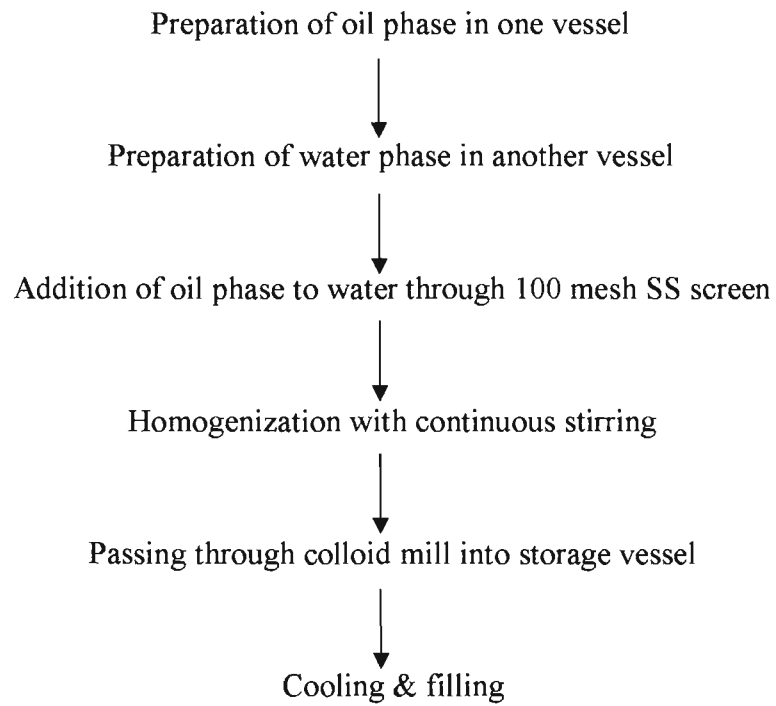 Preparation of oil phase in one vessel
Preparation of water phase in another vessel
Addition of oil phase to water through 100 mesh SS screen
Homogenization with continuous stirring
Passing through colloid mill into storage vessel
Cooling & filling